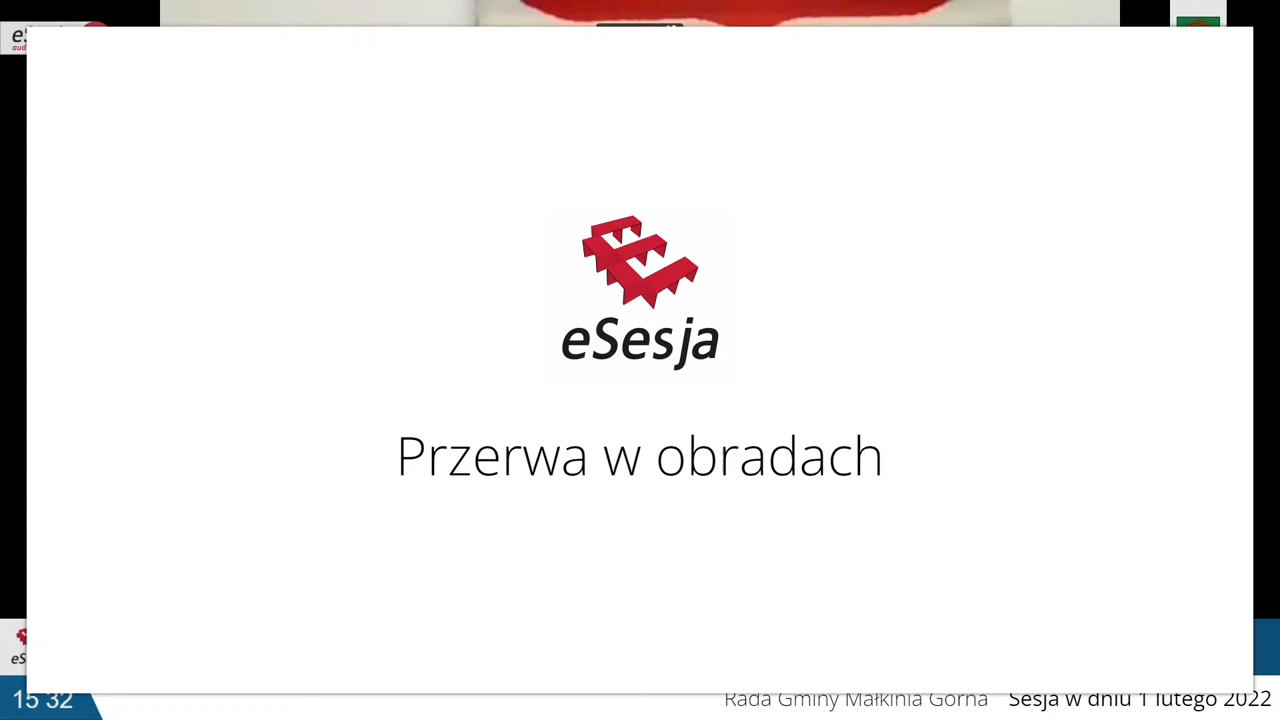 eSesja
Przerwa w obradach
15 32
Rada Gminy Małkinia Górna Sesja w dniu 1 lutego 2022